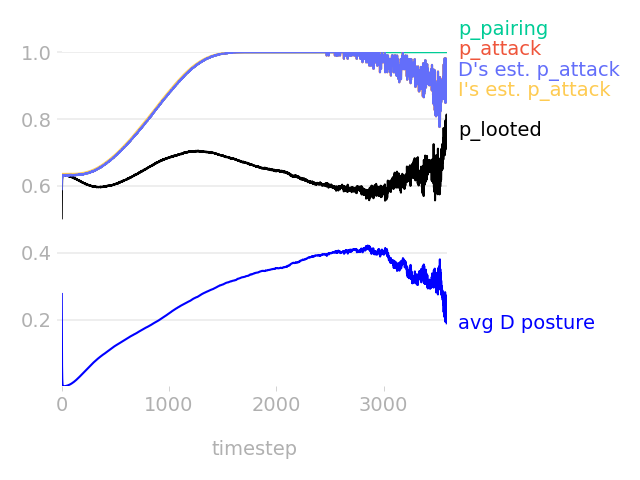 p_pairing
p_attack
D's est. p_attack
I's est. p_attack
p_looted
avg D posture
1.0
0.8
0.6
0.4
0.2
0 1000 2000 3000
timestep